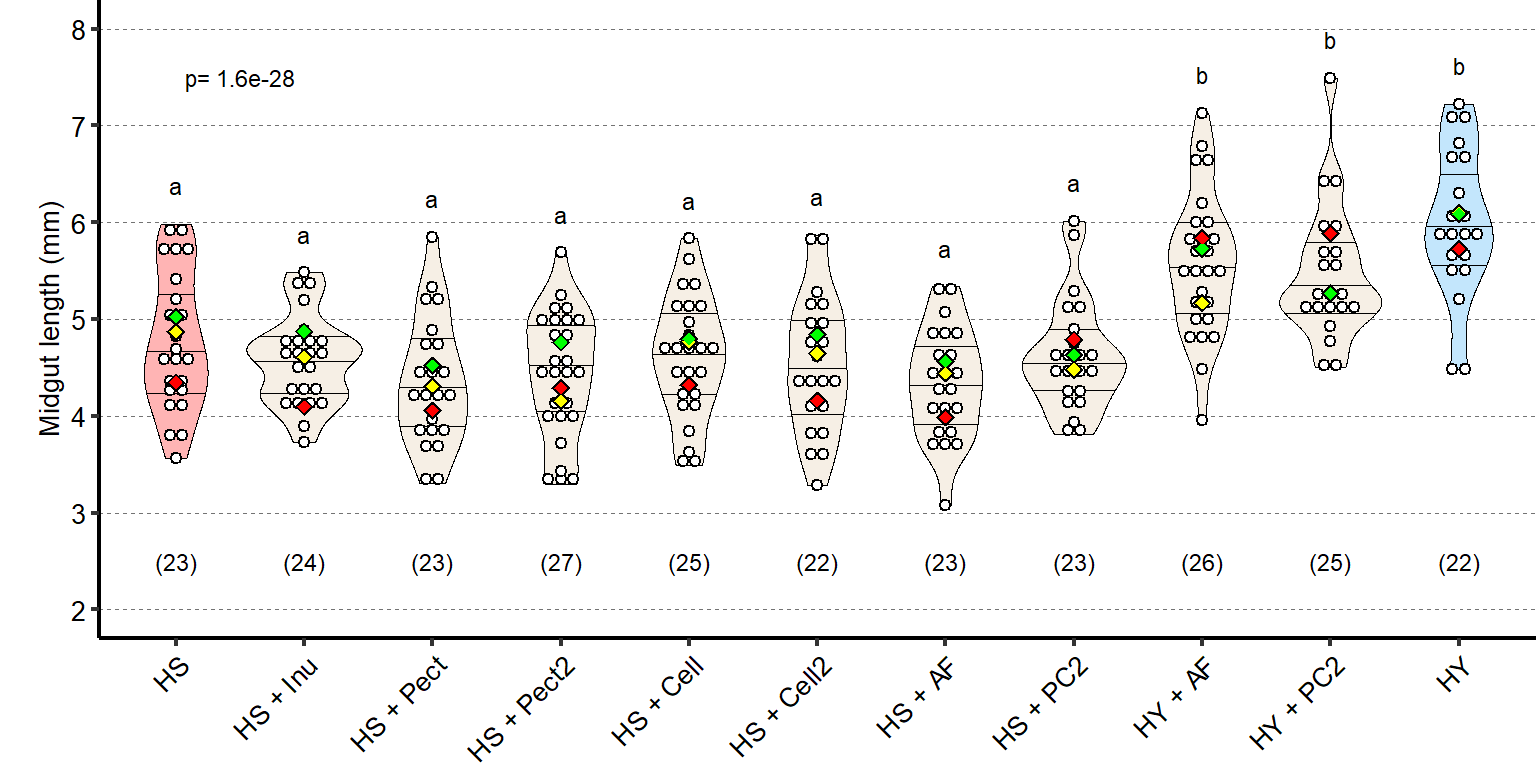 8
b
b
b
p= 1.6e-28
7
a
a
a
a
a
a
6
a
a
5
Midgut length (mm)
4
3
(23) (24) (23) (27) (25) (22) (23) (23) (26) (25) (22)
2
HS HS + Inu HS + Pect HS + Pect2 HS + Cell HS + Cell2 HS + AF HS + PC2 HY + AF HY + PC2 HY